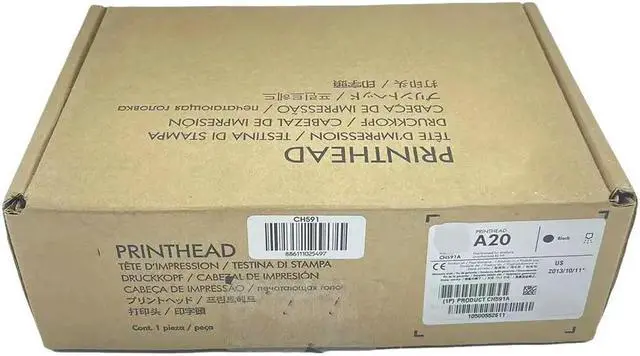 PRINTHEAD
TÊTE D'IMPRESSION / TESTINA DI STAMPA
DRUCKKOPF / CABEZAL DE IMPRESIÓN
CABEÇA DE IMPRESSÃO / печатающая головка
プリントヘッド / 프린트헤드
打印头 / 印字頭
CH591
886111025497
PRINTHEAD
TÊTE D'IMPRESSION / TESTINA DI STAMPA
DRUCKKOPF / CABEZAL DE IMPRESIÓN
CABEÇA DE IMPRESSÃO / печатающая голо
プリントヘッド / 프린트헤드
打印头 / 印字頭
Cont. 1 pieza / peça
PRINTHEAD
A20
Black
CH591A
CE
US
2013/10/11
(1P) PRODUCT CH591A